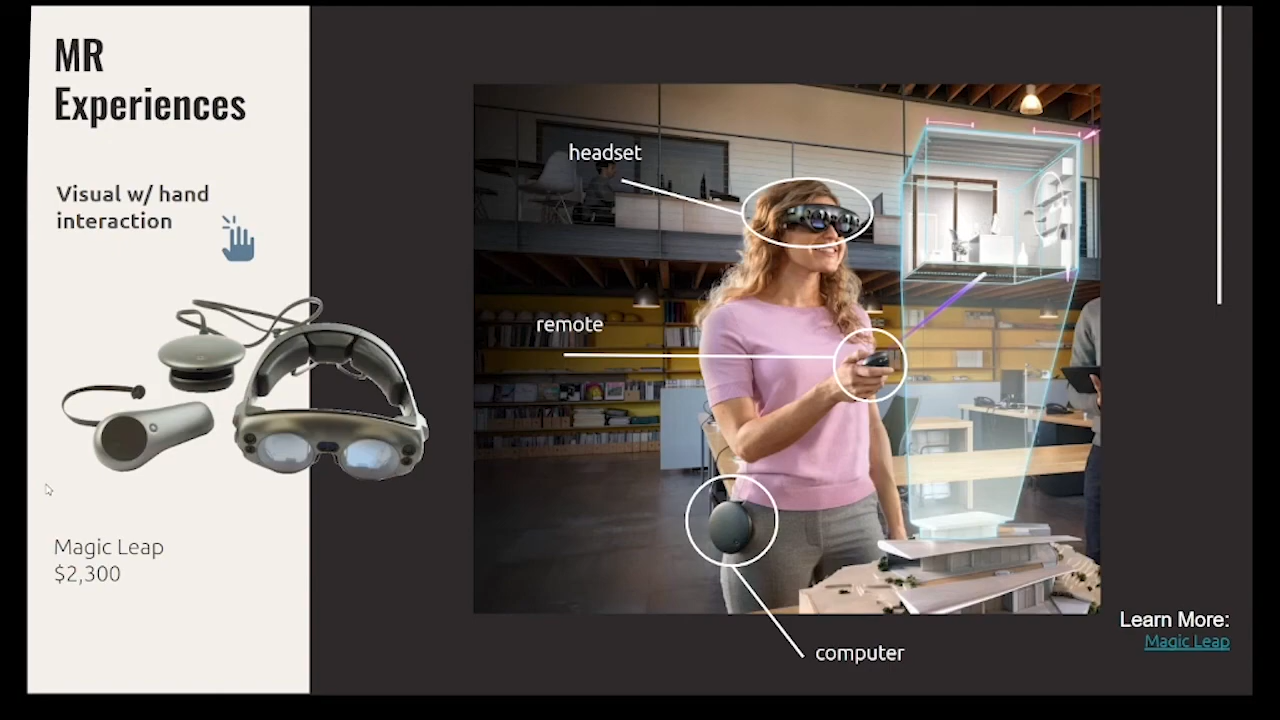 MR
Experiences
Visual w/ hand
interaction
Magic Leap
$2,300
headset
remote
computer
Learn More:
Magic Leap